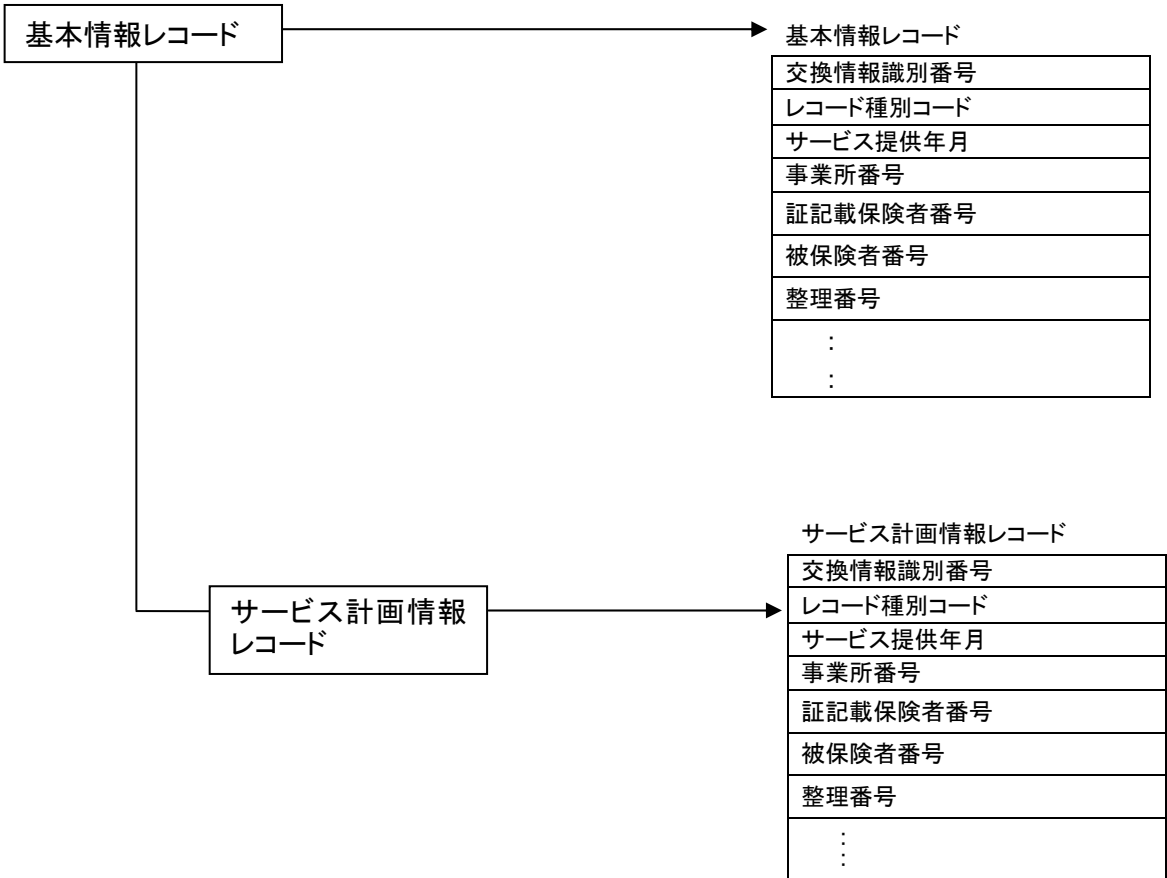 基本情報レコード
基本情報レコード
交換情報識別番号
レコード種別コード
サービス提供年月
事業所番号
証記載保険者番号
被保険者番号
整理番号
:
:
サービス計画情報
レコード
サービス計画情報レコード
交換情報識別番号
レコード種別コード
サービス提供年月
事業所番号
証記載保険者番号
被保険者番号
整理番号
:
: